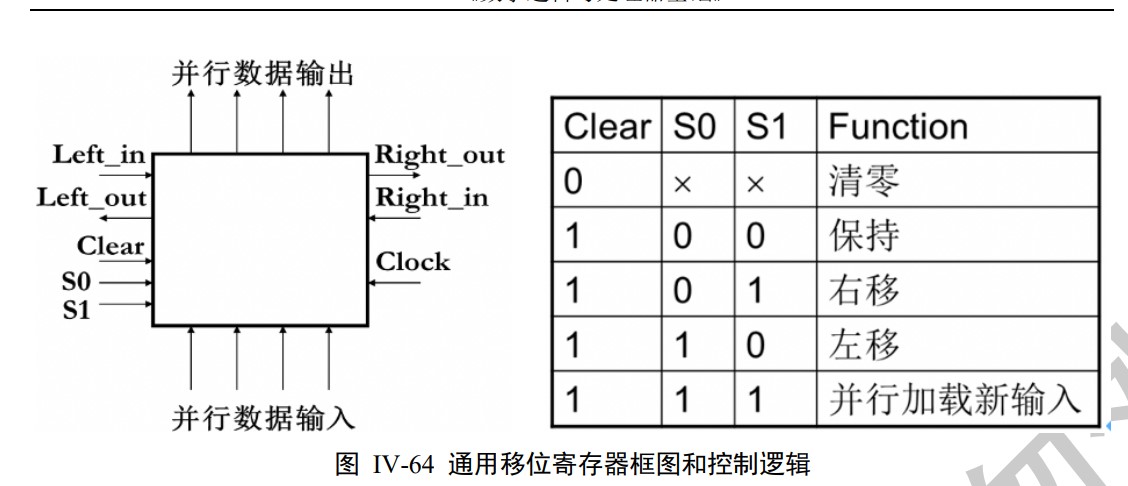 并行数据输出
Left_in
Right_out
Left_out
Right_in
Clear
Clock
S0
S1
并行数据输入
Clear S0 S1 Function
0 × × 清零
1 0 0 保持
1 0 1 右移
1 1 0 左移
1 1 1 并行加载新输入
图 IV-64 通用移位寄存器框图和控制逻辑